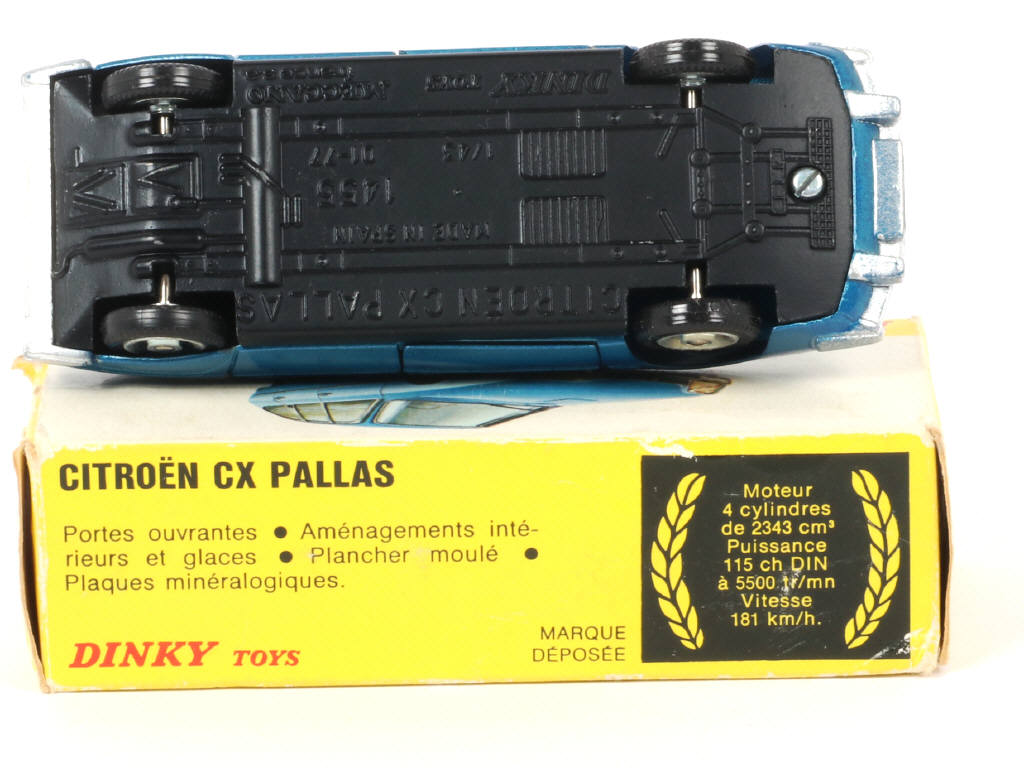 DINKY TOYS
MECCANO
1/43
01-77
1455
MADE IN SPAIN
CITROËN CX PALLAS
CITROËN CX PALLAS
Portes ouvrantes ● Aménagements inté-
rieurs et glaces ● Plancher moulé ●
Plaques minéralogiques.
DINKY TOYS
MARQUE
DÉPOSÉE
Moteur
4 cylindres
de 2343 cm³
Puissance
115 ch DIN
à 5500 tr/mn
Vitesse
181 km/h.